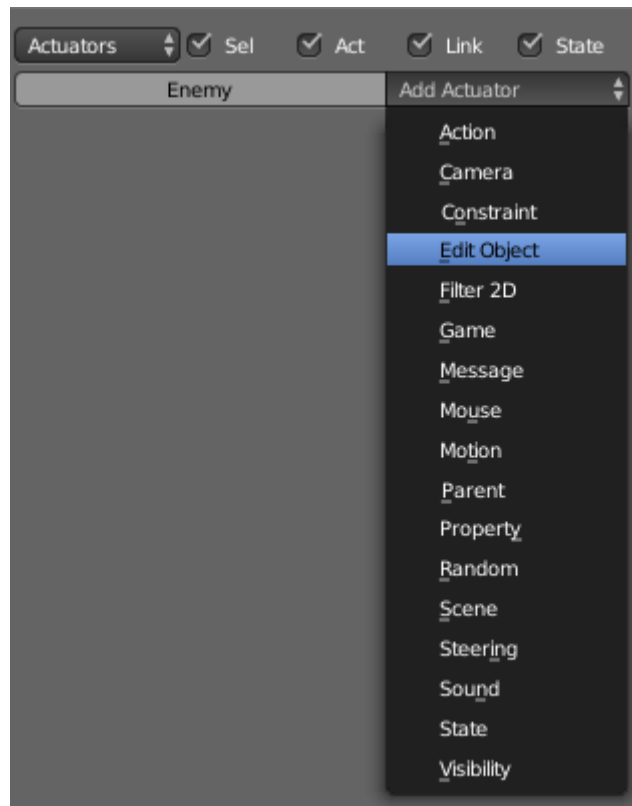 Actuators Sel Act Link State
Enemy Add Actuator
Action
Camera
Constraint
Edit Object
Filter 2D
Game
Message
Mouse
Motion
Parent
Property
Random
Scene
Steering
Sound
State
Visibility